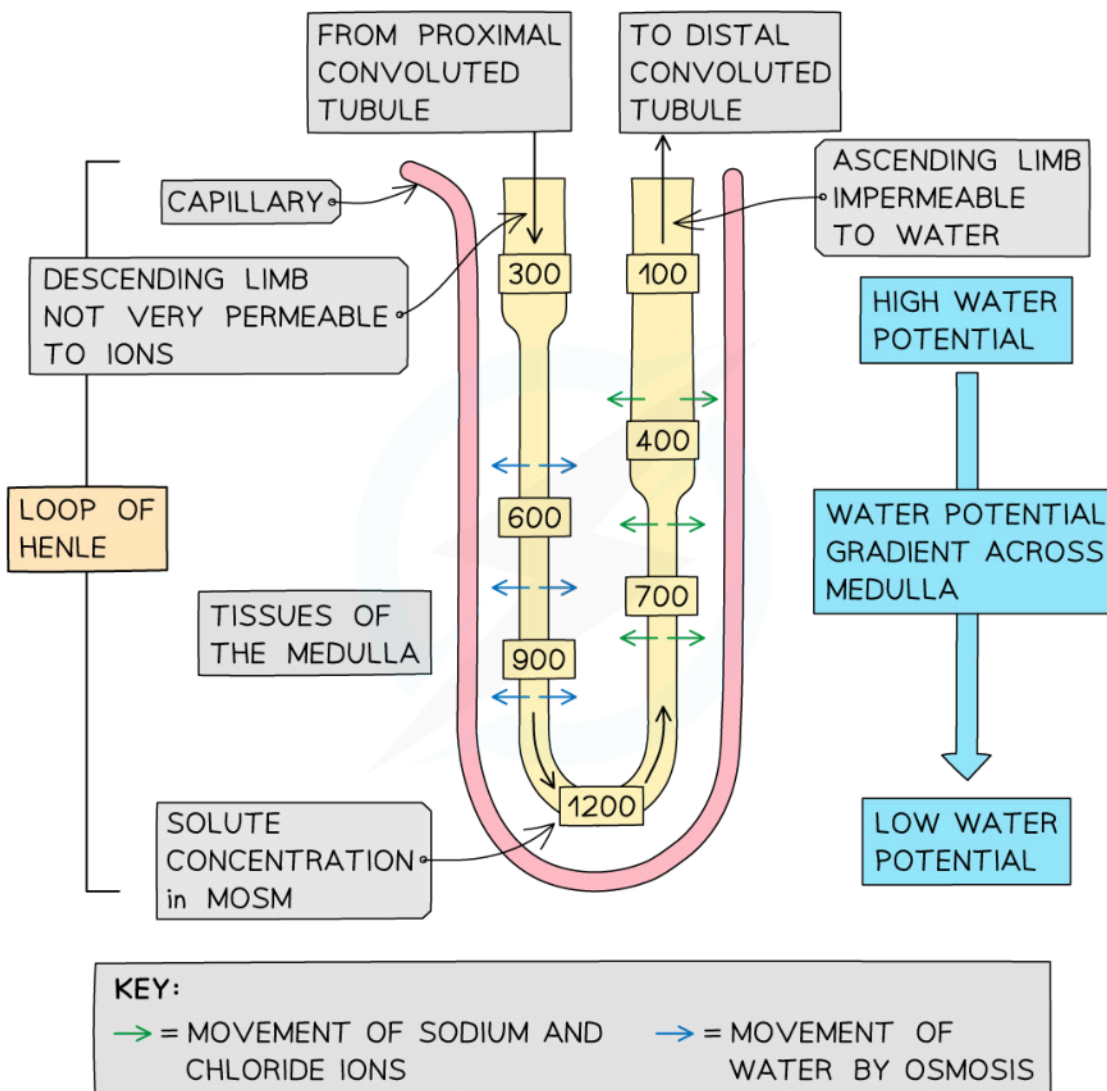 FROM PROXIMAL
CONVOLUTED
TUBULE
TO DISTAL
CONVOLUTED
TUBULE
CAPILLARY
ASCENDING LIMB
IMPERMEABLE
TO WATER
DESCENDING LIMB
NOT VERY PERMEABLE
TO IONS
300
100
HIGH WATER
POTENTIAL
400
LOOP OF
HENLE
600
WATER POTENTIAL
GRADIENT ACROSS
MEDULLA
TISSUES OF
THE MEDULLA
700
900
1200
SOLUTE
CONCENTRATION
in MOSM
LOW WATER
POTENTIAL
KEY:
= MOVEMENT OF SODIUM AND
CHLORIDE IONS
= MOVEMENT OF
WATER BY OSMOSIS